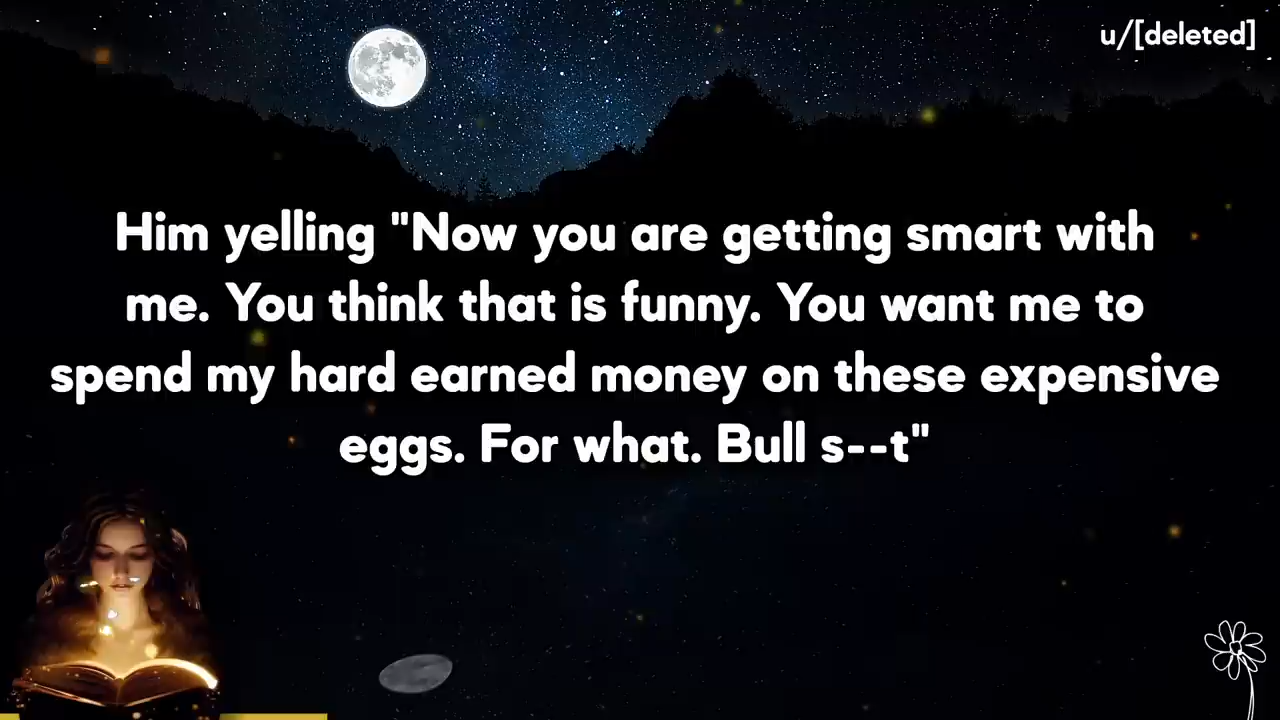 u/[deleted]
Him yelling "Now you are getting smart with
me. You think that is funny. You want me to
spend my hard earned money on these expensive
eggs. For what. Bull s--t"